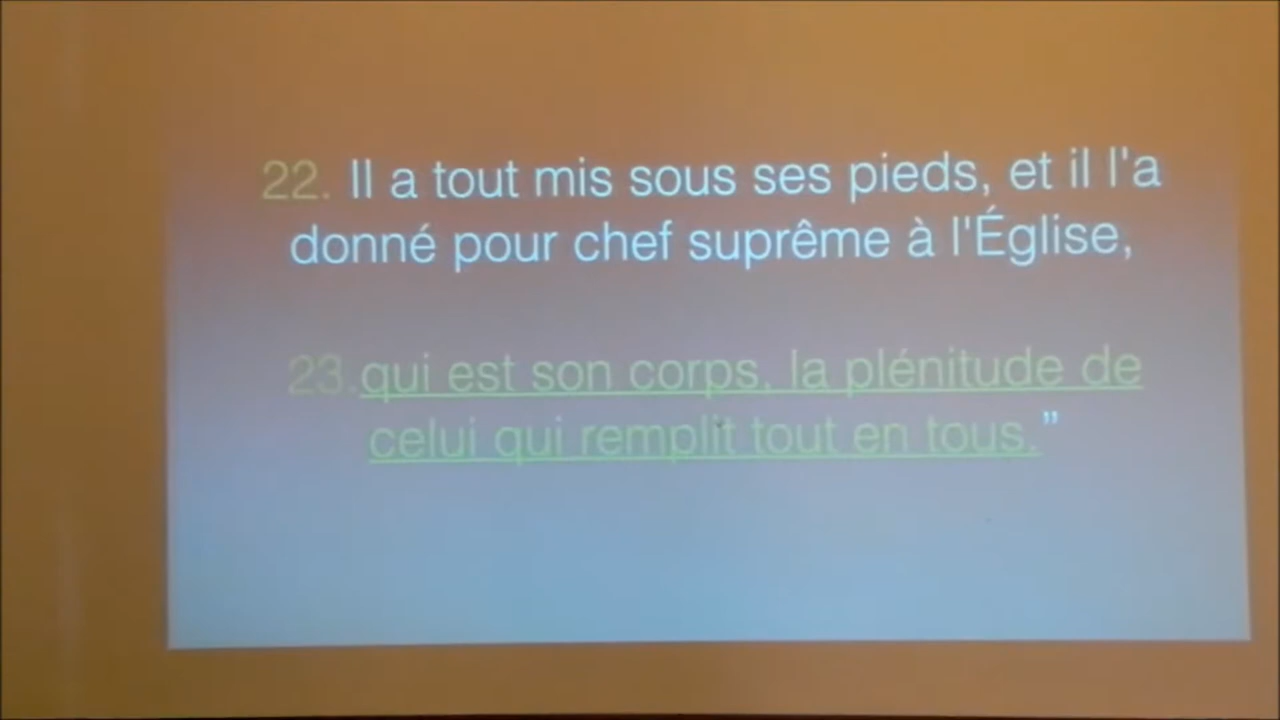 22. Il a tout mis sous ses pieds, et il l'a
donné pour chef suprême à l'Église,
23.qui est son corps, la plénitude de
celui qui remplit tout en tous.”